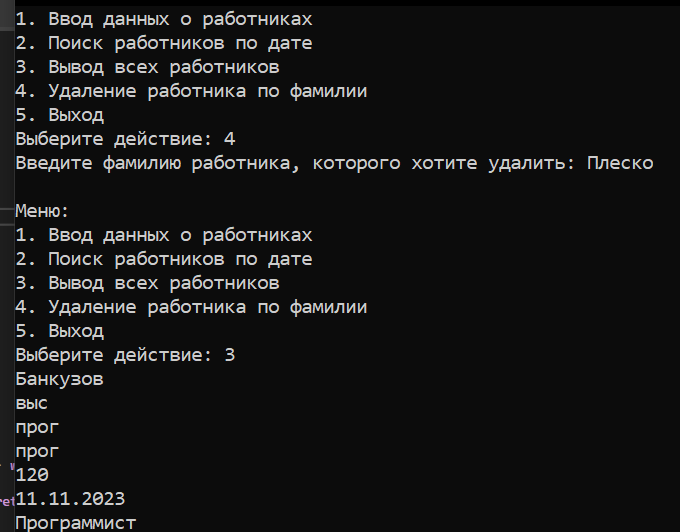 1. Ввод данных о работниках
2. Поиск работников по дате
3. Вывод всех работников
4. Удаление работника по фамилии
5. Выход
Выберите действие: 4
Введите фамилию работника, которого хотите удалить: Плеско

Меню:
1. Ввод данных о работниках
2. Поиск работников по дате
3. Вывод всех работников
4. Удаление работника по фамилии
5. Выход
Выберите действие: 3
Банкузов
выс
прог
прог
120
11.11.2023
Программист